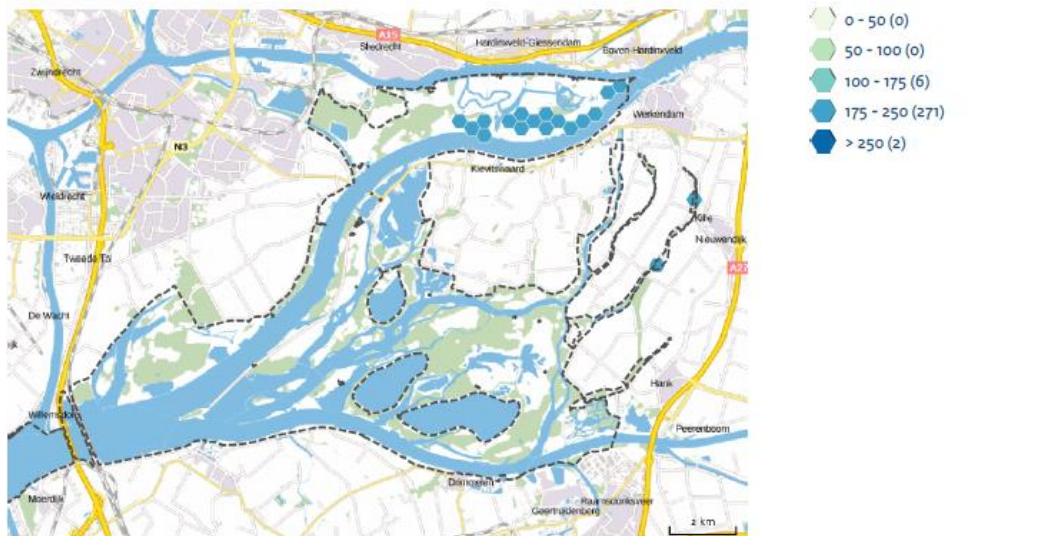 A15
Sliedrecht
Hardinxveld-Giessendam
Boven-Hardinxveld
Zwijndrecht
Werkendam
N3
Kievitswaard
Wieldrecht
Kille
Nieuwendijk
Tweede Tol
A27
De Wacht
ijk
Hank
Willemsdorp
Peerenboom
Drimmelen
Moerdijk
Raamsdonksveer
Geertruidenberg
2 km
0 - 50 (0)
50 - 100 (0)
100 - 175 (6)
175 - 250 (271)
> 250 (2)